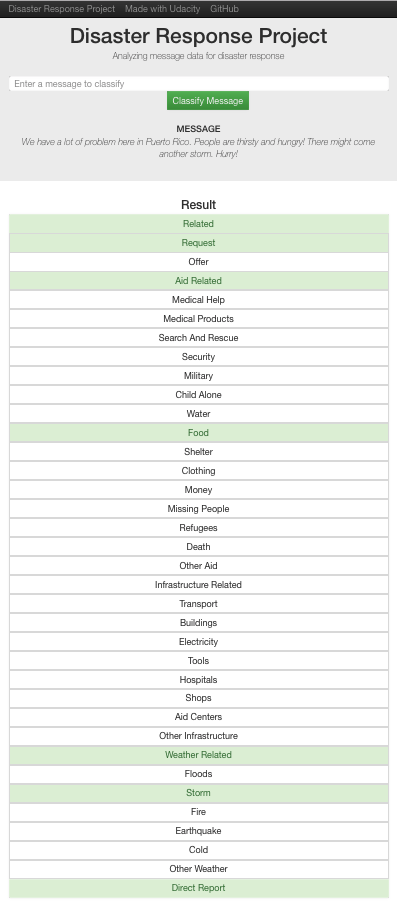 Disaster Response Project Made with Udacity GitHub
Disaster Response Project
Analyzing message data for disaster response
Enter a message to classify
Classify Message
MESSAGE
We have a lot of problem here in Puerto Rico. People are thirsty and hungry! There might come
another storm. Hurry!
Result
Related
Request
Offer
Aid Related
Medical Help
Medical Products
Search And Rescue
Security
Military
Child Alone
Water
Food
Shelter
Clothing
Money
Missing People
Refugees
Death
Other Aid
Infrastructure Related
Transport
Buildings
Electricity
Tools
Hospitals
Shops
Aid Centers
Other Infrastructure
Weather Related
Floods
Storm
Fire
Earthquake
Cold
Other Weather
Direct Report